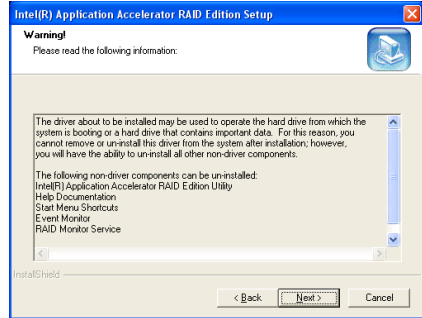 Intel(R) Application Accelerator RAID Edition Setup
Warning!
Please read the following information:
The driver about to be installed may be used to operate the hard drive from which the
system is booting or a hard drive that contains important data. For this reason, you
cannot remove or un-install this driver from the system after installation; however,
you will have the ability to un-install all other non-driver components.
The following non-driver components can be un-installed:
Intel(R) Application Accelerator RAID Edition Utility
Help Documentation
Start Menu Shortcuts
Event Monitor
RAID Monitor Service
InstallShield
< Back Next > Cancel